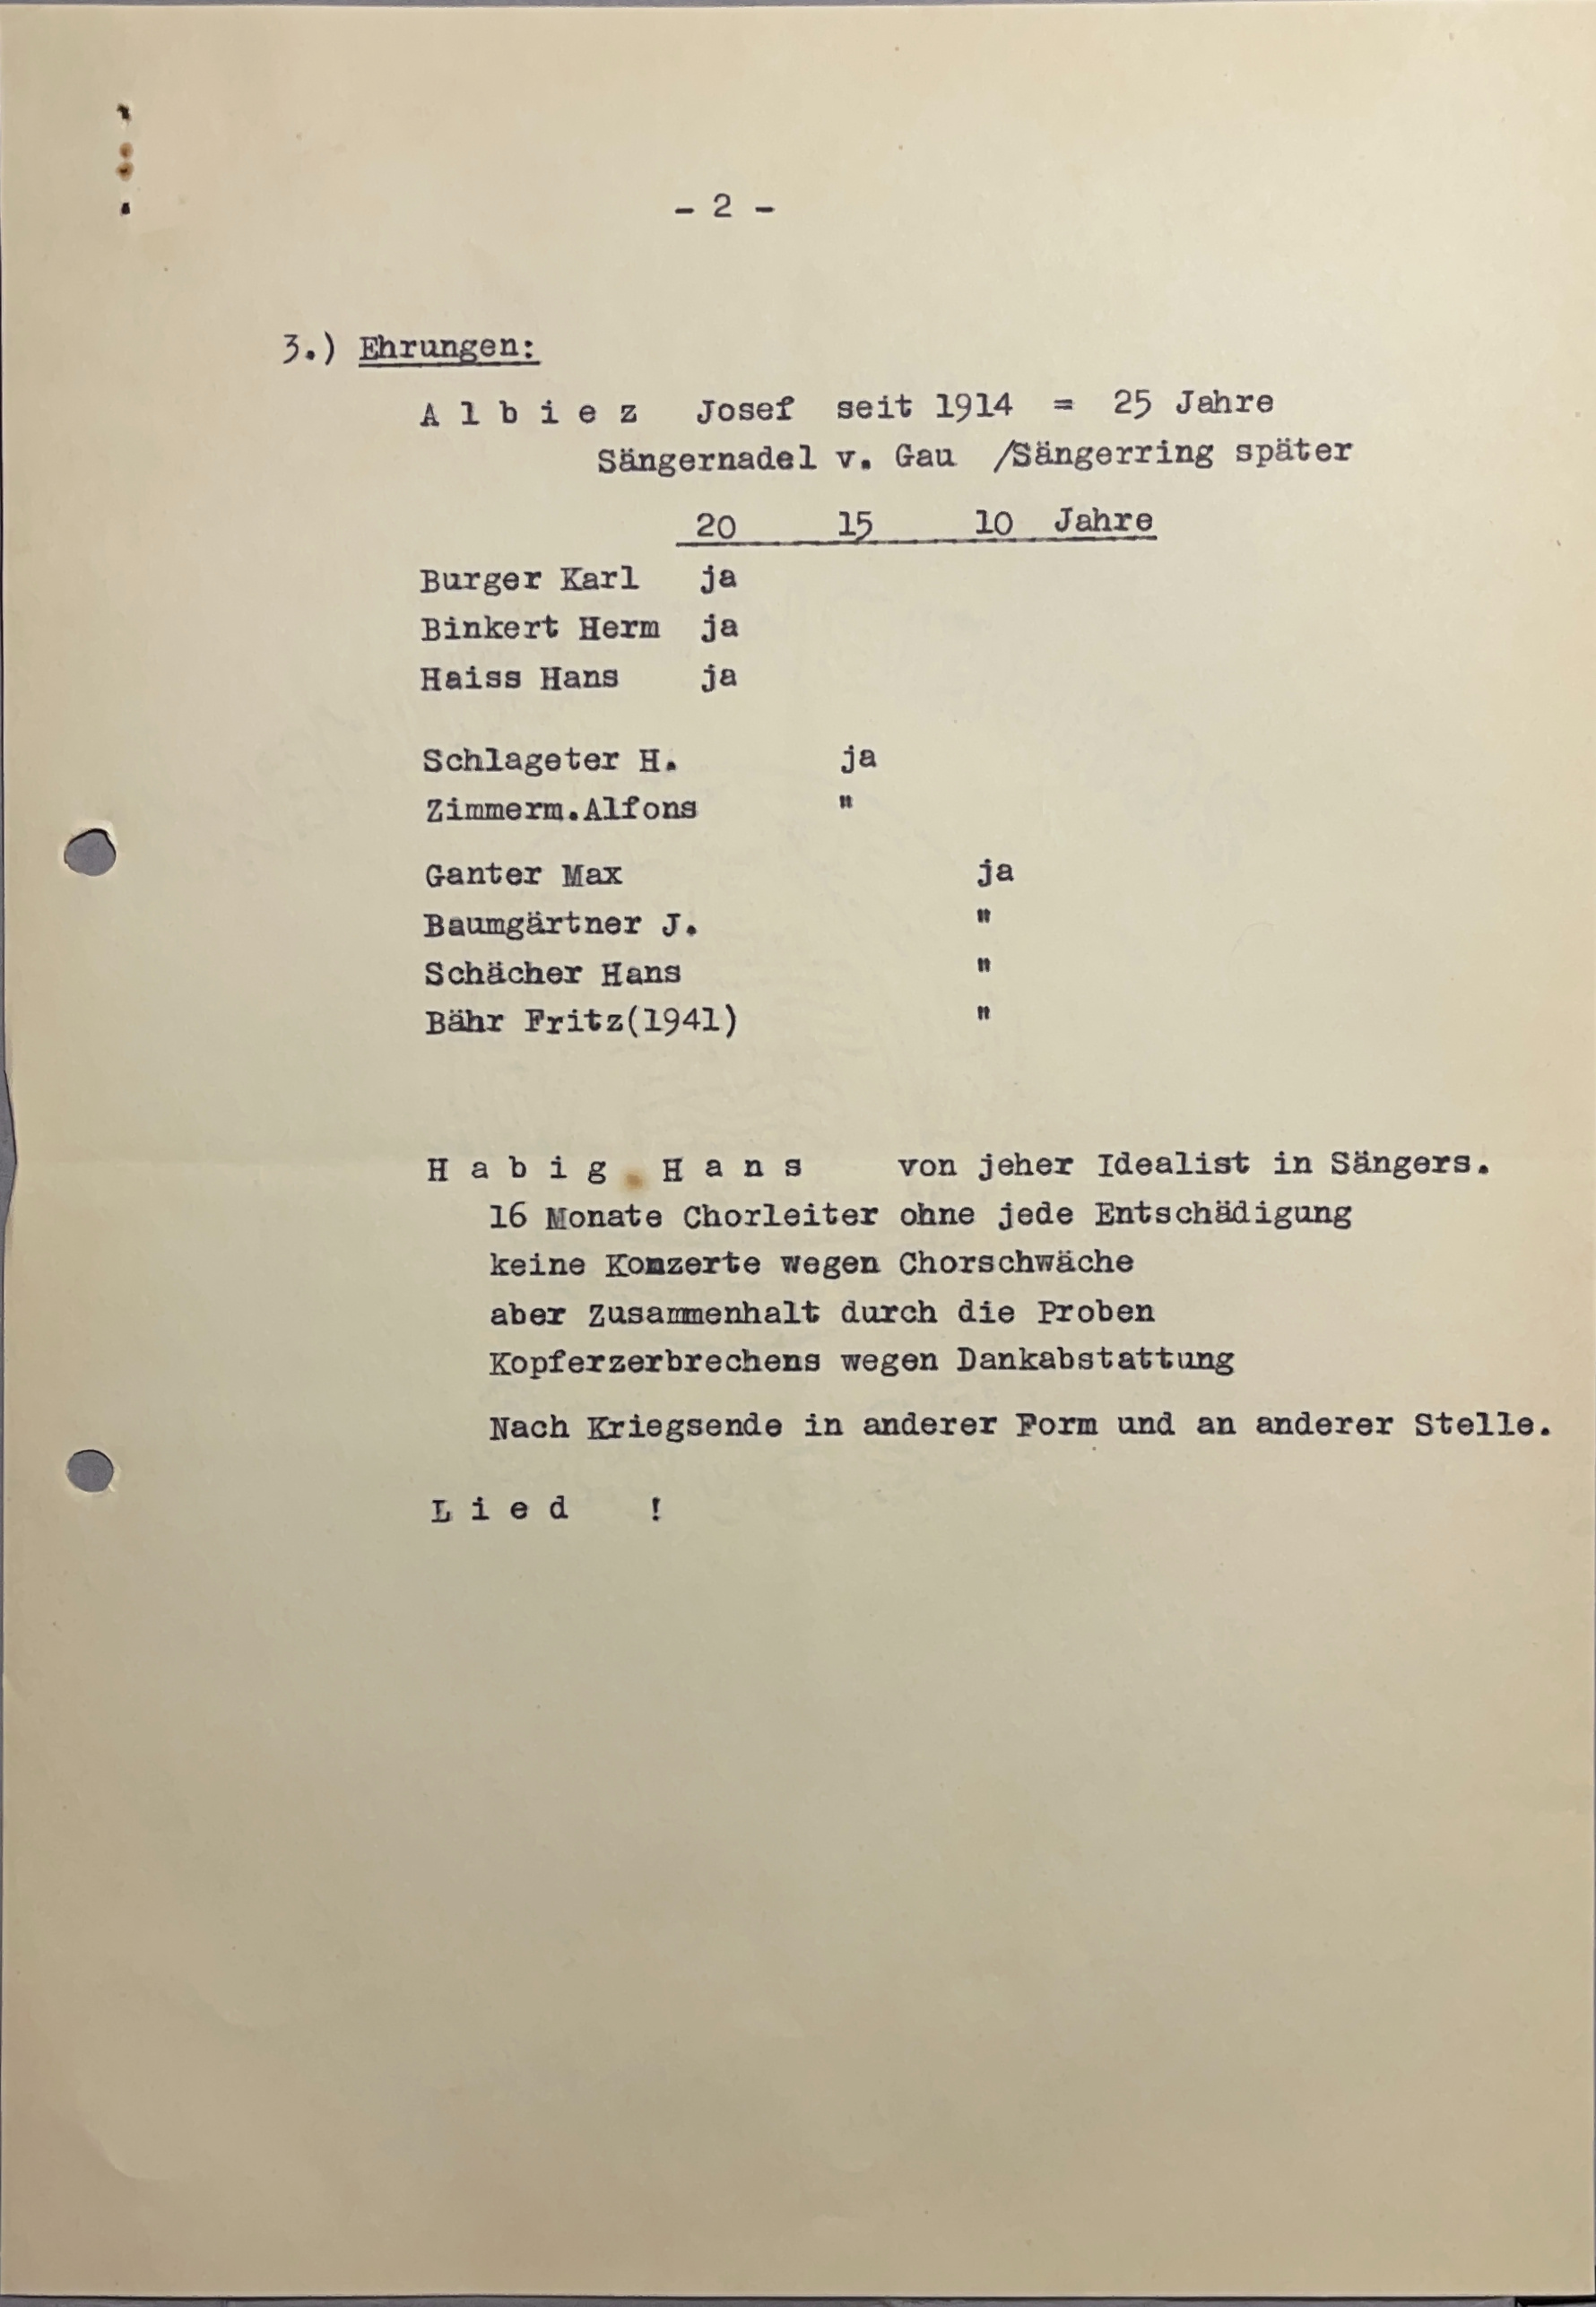 - 2 -
3.) Ehrungen:
A l b i e z Josef seit 1914 = 25 Jahre
Sängernadel v. Gau /Sängerring später
20 15 10 Jahre
Burger Karl ja
Binkert Herm ja
Haiss Hans ja
Schlageter H. ja
Zimmerm.Alfons "
Ganter Max ja
Baumgärtner J. "
Schächer Hans "
Bähr Fritz(1941) "
H a b i g H a n s von jeher Idealist in Sängers.
16 Monate Chorleiter ohne jede Entschädigung
keine Konzerte wegen Chorschwäche
aber Zusammenhalt durch die Proben
Kopferzerbrechens wegen Dankabstattung
Nach Kriegsende in anderer Form und an anderer Stelle.
L i e d !